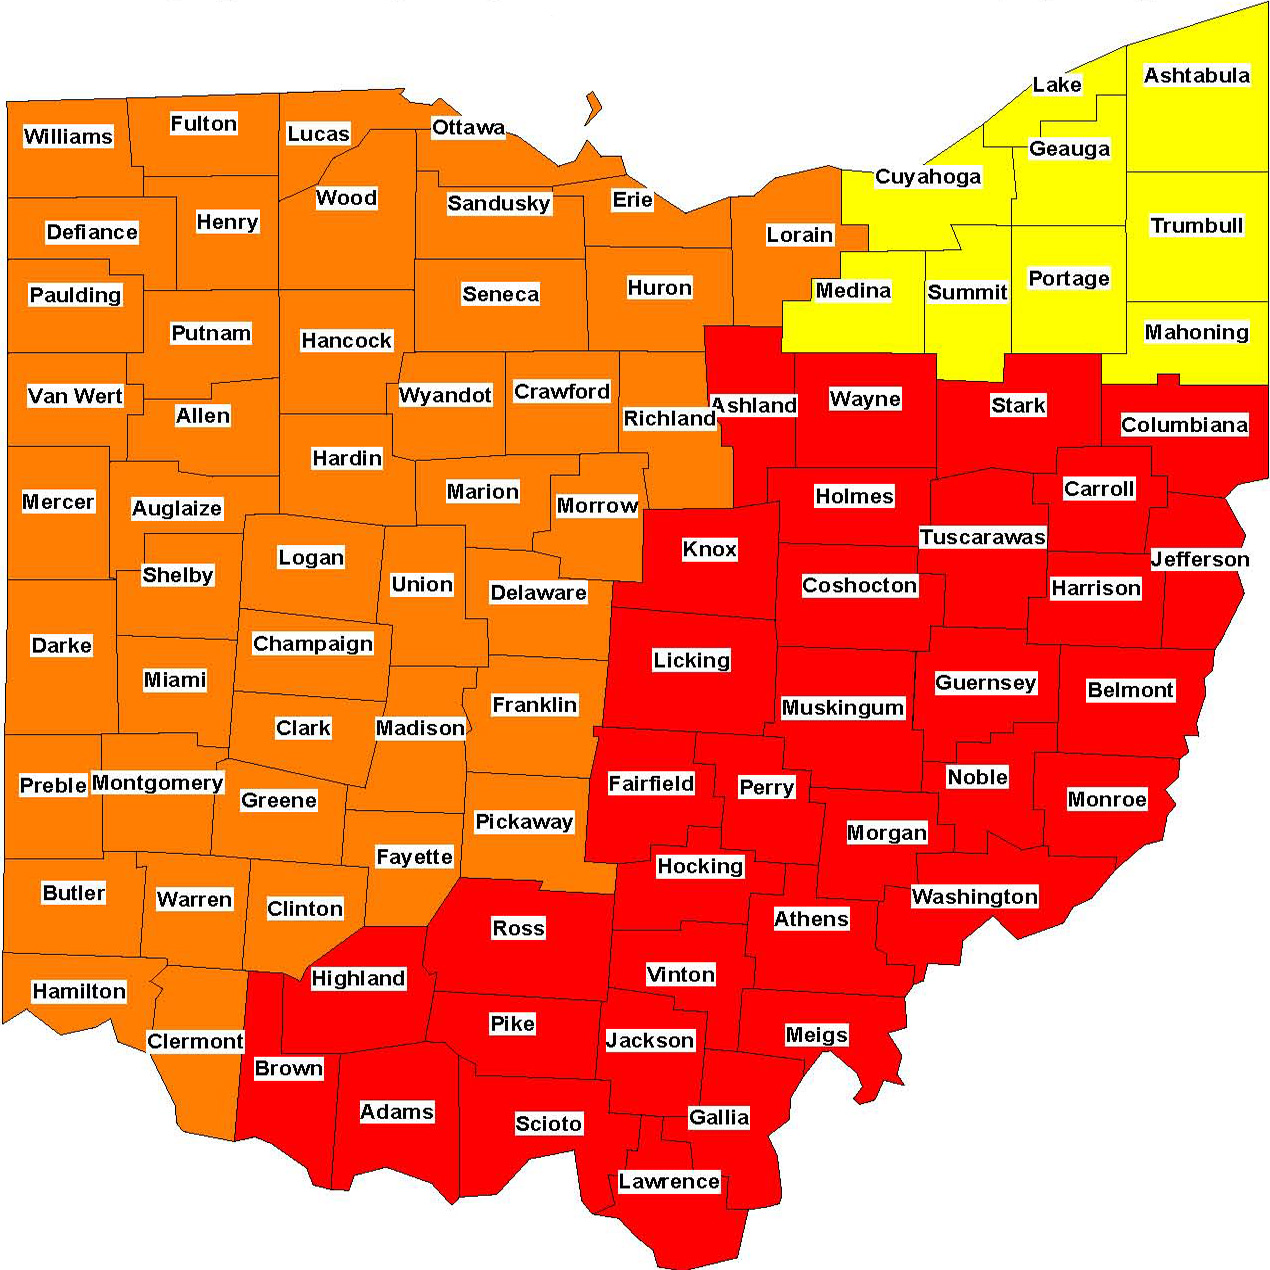 Ashtabula
Lake
Fulton
Lucas
Ottawa
Williams
Geauga
Cuyahoga
Wood
Sandusky
Erie
Henry
Defiance
Lorain
Trumbull
Paulding
Seneca
Huron
Medina
Summit
Portage
Putnam
Hancock
Mahoning
Van Wert
Allen
Wyandot
Crawford
Richland
Ashland
Wayne
Stark
Columbiana
Hardin
Mercer
Auglaize
Marion
Morrow
Holmes
Carroll
Logan
Knox
Tuscarawas
Jefferson
Shelby
Union
Delaware
Coshocton
Harrison
Darke
Champaign
Miami
Licking
Guernsey
Belmont
Clark
Madison
Franklin
Muskingum
Preble
Montgomery
Greene
Fairfield
Perry
Noble
Monroe
Pickaway
Morgan
Fayette
Hocking
Butler
Warren
Clinton
Ross
Athens
Washington
Hamilton
Highland
Vinton
Clermont
Pike
Jackson
Meigs
Brown
Adams
Scioto
Gallia
Lawrence